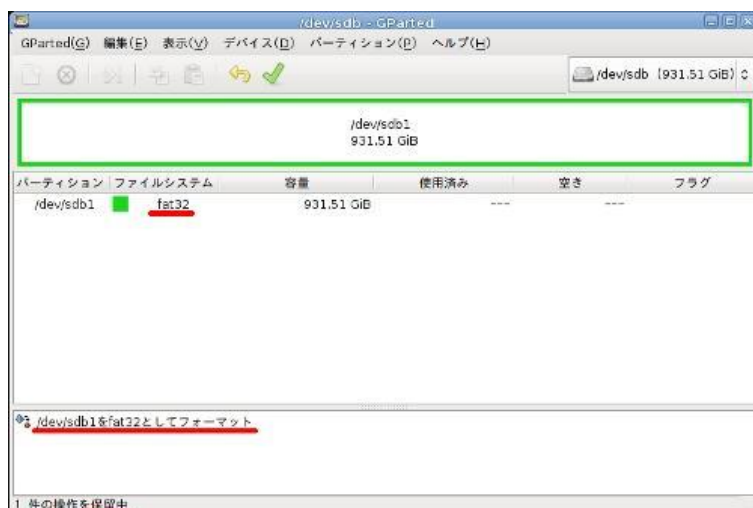 /dev/sdb - GParted
GParted(G) 編集(E) 表示(V) デバイス(D) パーティション(P) ヘルプ(H)
/dev/sdb (931.51 GiB)
/dev/sdb1
931.51 GiB
パーティション ファイルシステム 容量 使用済み 空き フラグ
/dev/sdb1 fat32 931.51 GiB --- ---
/dev/sdb1をfat32としてフォーマット
1 件の操作を保留中